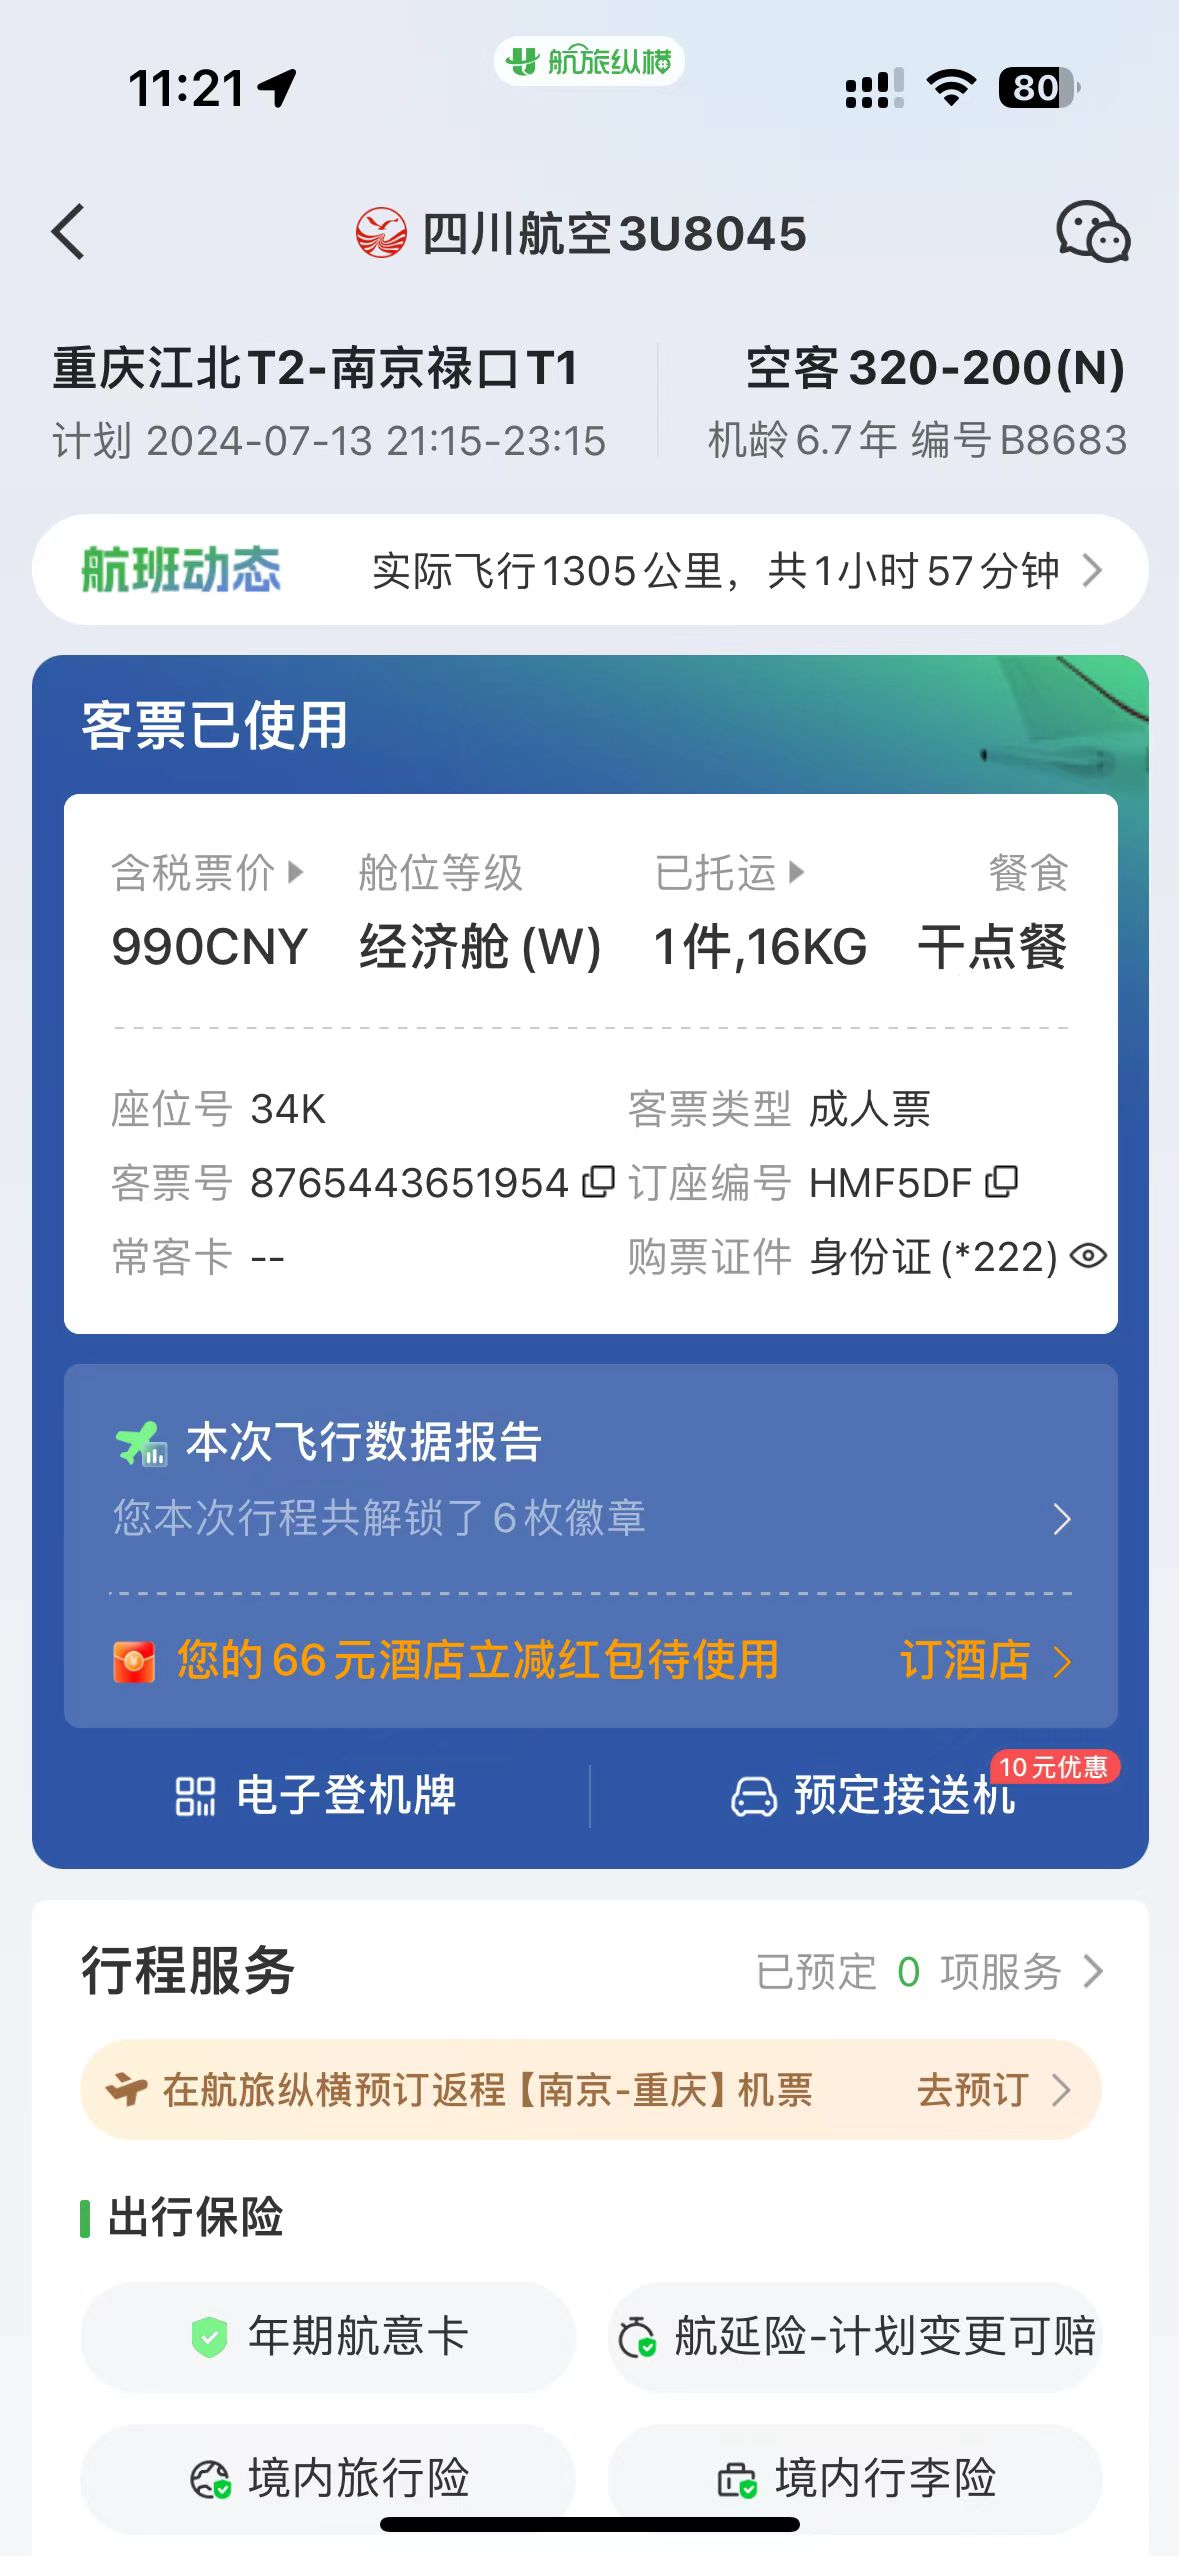 航旅纵横
11:21
80
四川航空3U8045
重庆江北T2-南京禄口T1
空客320-200(N)
计划 2024-07-13 21:15-23:15
机龄6.7年 编号B8683
航班动态
实际飞行1305公里，共1小时57分钟
客票已使用
含税票价 舱位等级 已托运 餐食
990CNY 经济舱(W) 1件,16KG 干点餐
座位号 34K
客票类型 成人票
客票号 8765443651954
订座编号 HMF5DF
常客卡 --
购票证件 身份证(*222)
本次飞行数据报告
您本次行程共解锁了6枚徽章
您的66元酒店立减红包待使用
订酒店
10元优惠
电子登机牌
预定接送机
行程服务
已预定 0 项服务
在航旅纵横预订返程【南京-重庆】机票
去预订
出行保险
年期航意卡
航延险-计划变更可赔
境内旅行险
境内行李险